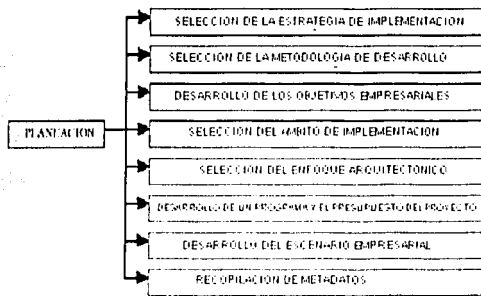 SELECCION DE LA ESTRATEGIA DE IMPLEMENTACION
SELECCION DE LA METODOLOGIA DE DESARROLLO
DESARROLLO DE LOS OBJETIVOS EMPRESARIALES
PLANEACION
SELECCION DEL AMBITO DE IMPLEMENTACION
SELECCION DEL ENFOQUE ARQUITECTONICO
DESARROLLO DE UN PROGRAMA Y EL PRESUPUESTO DEL PROYECTO
DESARROLLO DEL ESCENARIO EMPRESARIAL
RECOPILACION DE METADATOS